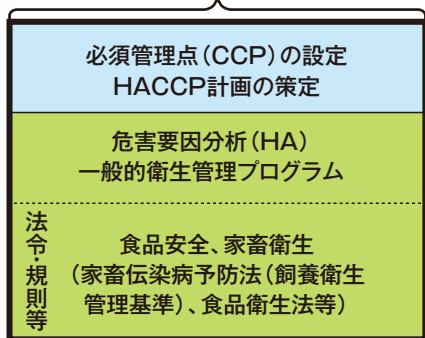 必須管理点（CCP）の設定
HACCP計画の策定
危害要因分析（HA）
一般的衛生管理プログラム
法令・規則等
食品安全、家畜衛生
（家畜伝染病予防法（飼養衛生
管理基準）、食品衛生法等）